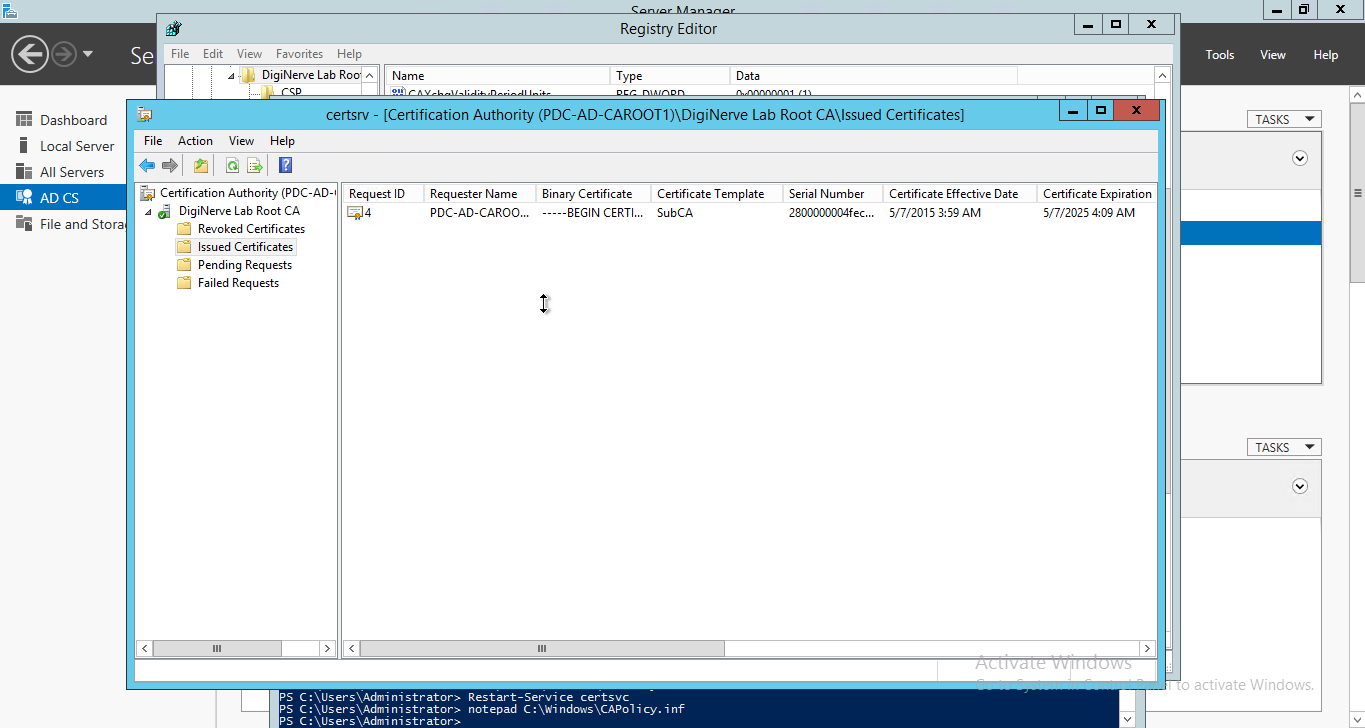 Server Manager
Registry Editor
Se
Tools View Help
File Edit View Favorites Help
DigiNerve Lab Root
Name Type Data
CSP
CAXchgValidityPeriodUnits REG_DWORD 0x00000001 (1)
certsrv - [Certification Authority (PDC-AD-CAROOT1)\DigiNerve Lab Root CA\Issued Certificates]
File Action View Help
Dashboard
Local Server
All Servers
AD CS
File and Stora
Certification Authority (PDC-AD-
DigiNerve Lab Root CA
Revoked Certificates
Issued Certificates
Pending Requests
Failed Requests
Request ID Requester Name Binary Certificate Certificate Template Serial Number Certificate Effective Date Certificate Expiration
4 PDC-AD-CAROO... -----BEGIN CERTI... SubCA 2800000004fec... 5/7/2015 3:59 AM 5/7/2025 4:09 AM
TASKS
TASKS
Activate Windows
Go to System in Control Panel to activate Windows.
PS C:\Users\Administrator> Restart-Service certsvc
PS C:\Users\Administrator> notepad C:\Windows\CAPolicy.inf
PS C:\Users\Administrator>